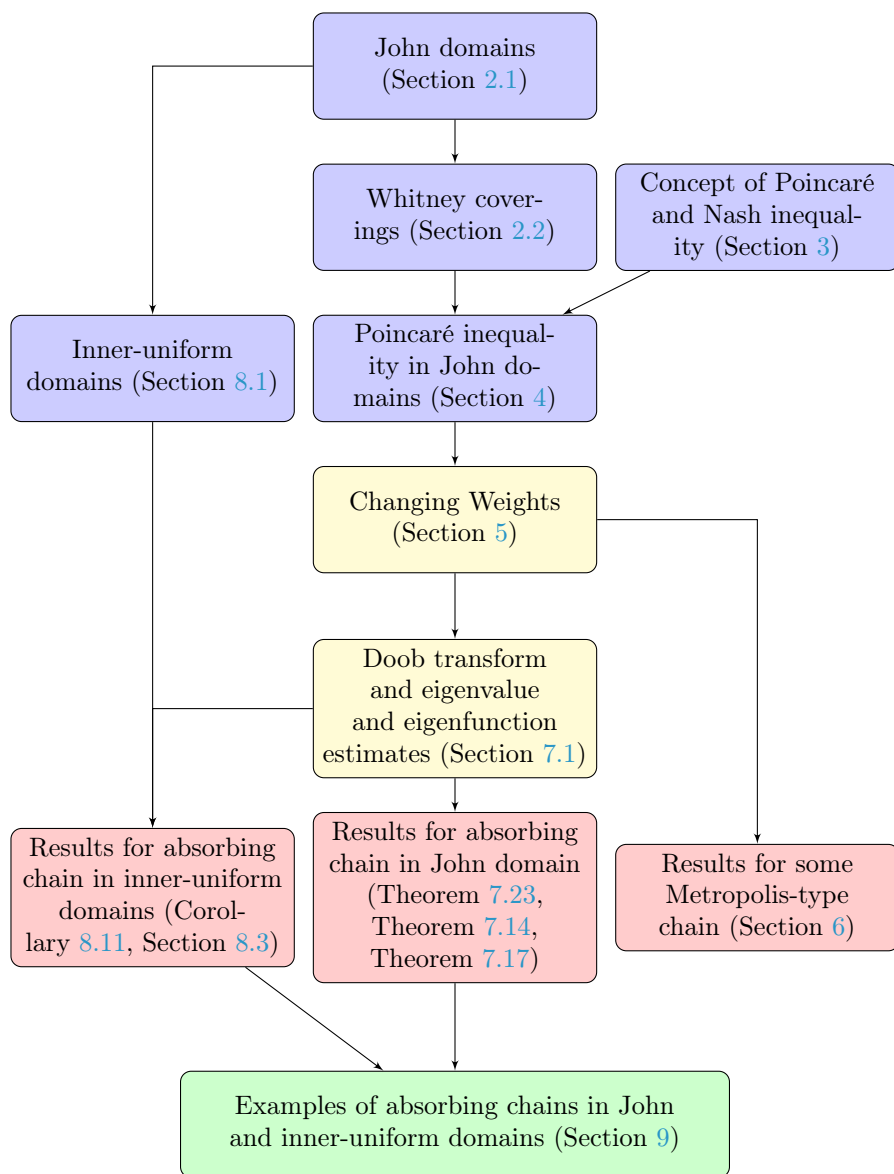 John domains
(Section 2.1)
Whitney cover-
ings (Section 2.2)
Concept of Poincaré
and Nash inequal-
ity (Section 3)
Inner-uniform
domains (Section 8.1)
Poincaré inequal-
ity in John do-
mains (Section 4)
Changing Weights
(Section 5)
Doob transform
and eigenvalue
and eigenfunction
estimates (Section 7.1)
Results for absorbing
chain in inner-uniform
domains (Corol-
lary 8.11, Section 8.3)
Results for absorbing
chain in John domain
(Theorem 7.23,
Theorem 7.14,
Theorem 7.17)
Results for some
Metropolis-type
chain (Section 6)
Examples of absorbing chains in John
and inner-uniform domains (Section 9)